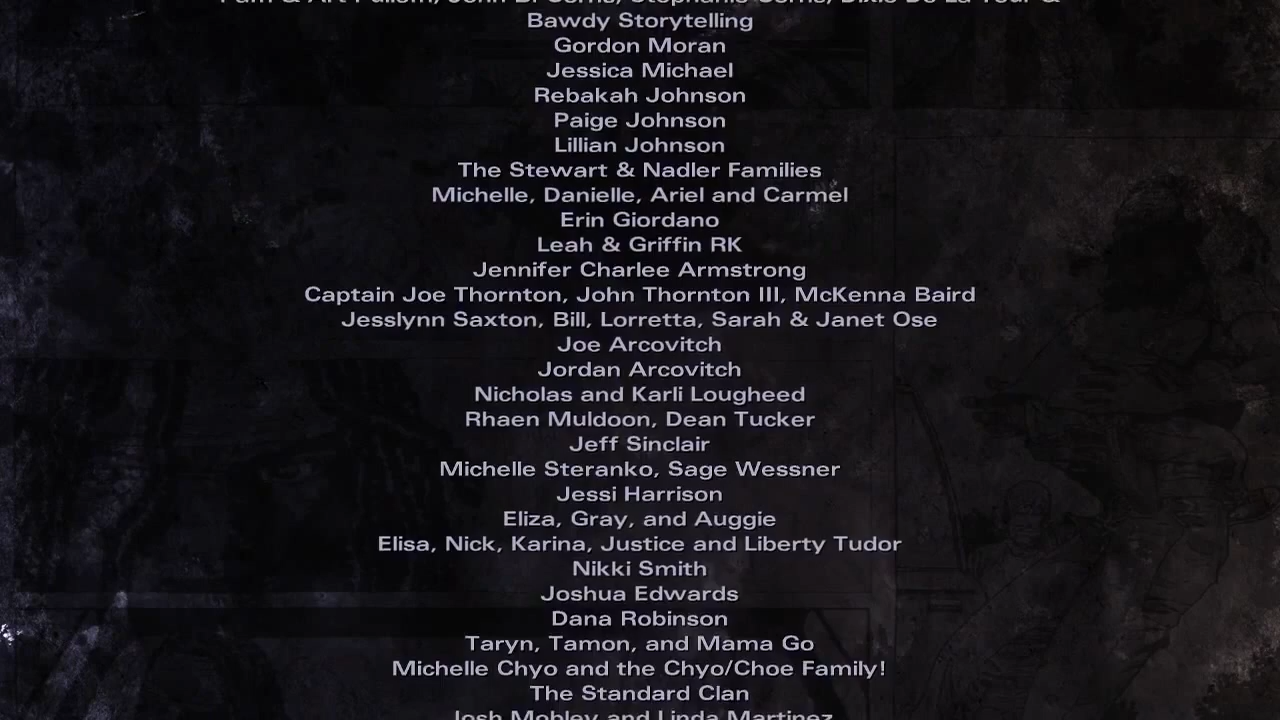 Bawdy Storytelling
Gordon Moran
Jessica Michael
Rebakah Johnson
Paige Johnson
Lillian Johnson
The Stewart & Nadler Families
Michelle, Danielle, Ariel and Carmel
Erin Giordano
Leah & Griffin RK
Jennifer Charlee Armstrong
Captain Joe Thornton, John Thornton III, McKenna Baird
Jesslynn Saxton, Bill, Lorretta, Sarah & Janet Ose
Joe Arcovitch
Jordan Arcovitch
Nicholas and Karli Lougheed
Rhaen Muldoon, Dean Tucker
Jeff Sinclair
Michelle Steranko, Sage Wessner
Jessi Harrison
Eliza, Gray, and Auggie
Elisa, Nick, Karina, Justice and Liberty Tudor
Nikki Smith
Joshua Edwards
Dana Robinson
Taryn, Tamon, and Mama Go
Michelle Chyo and the Chyo/Choe Family!
The Standard Clan
Josh Mobley and Linda Martinez